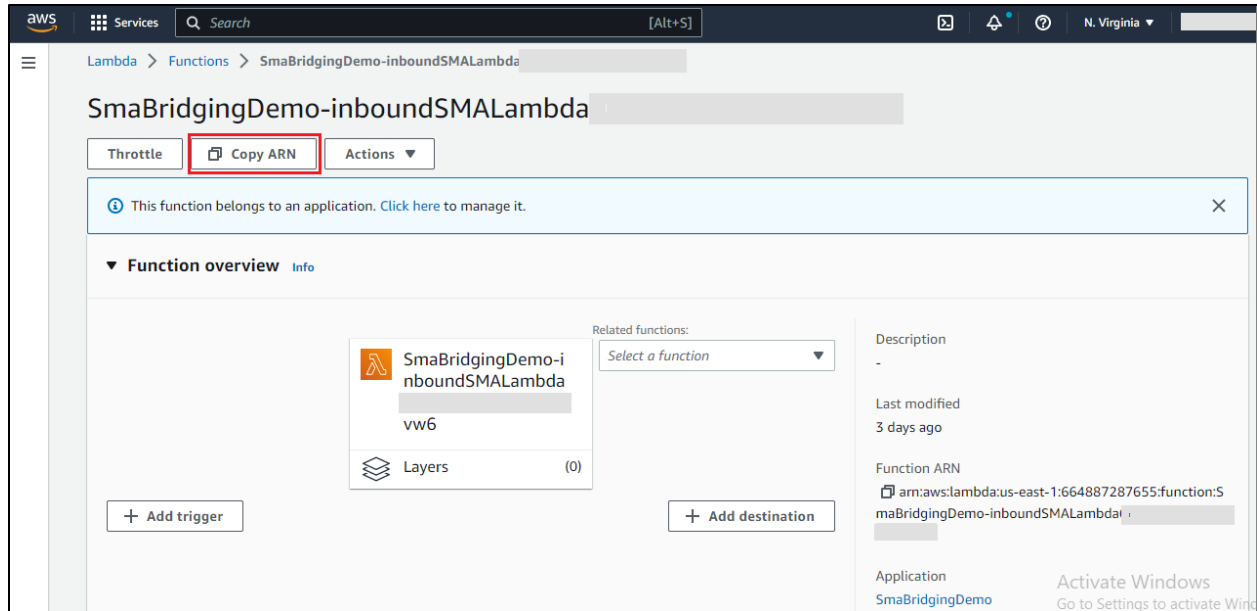 aws
Services
Search
[Alt+S]
N. Virginia
Lambda
Functions
SmaBridgingDemo-inboundSMALambda
SmaBridgingDemo-inboundSMALambda
Throttle
Copy ARN
Actions
This function belongs to an application. Click here to manage it.
Function overview Info
Related functions:
Select a function
SmaBridgingDemo-i
nboundSMALambda
vw6
Layers
(0)
+ Add trigger
+ Add destination
Description
-
Last modified
3 days ago
Function ARN
arn:aws:lambda:us-east-1:664887287655:function:S
maBridgingDemo-inboundSMALambda
Application
SmaBridgingDemo
Activate Windows
Go to Settings to activate Win